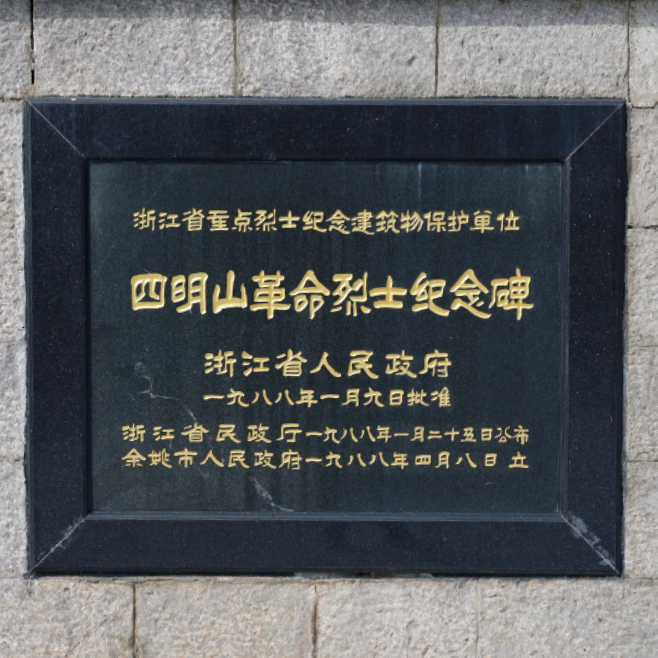 浙江省重点烈士纪念建筑物保护单位
四明山革命烈士纪念碑
浙江省人民政府
一九八八年一月九日批准
浙江省民政厅一九八八年一月二十五日公布
余姚市人民政府一九八八年四月八日立